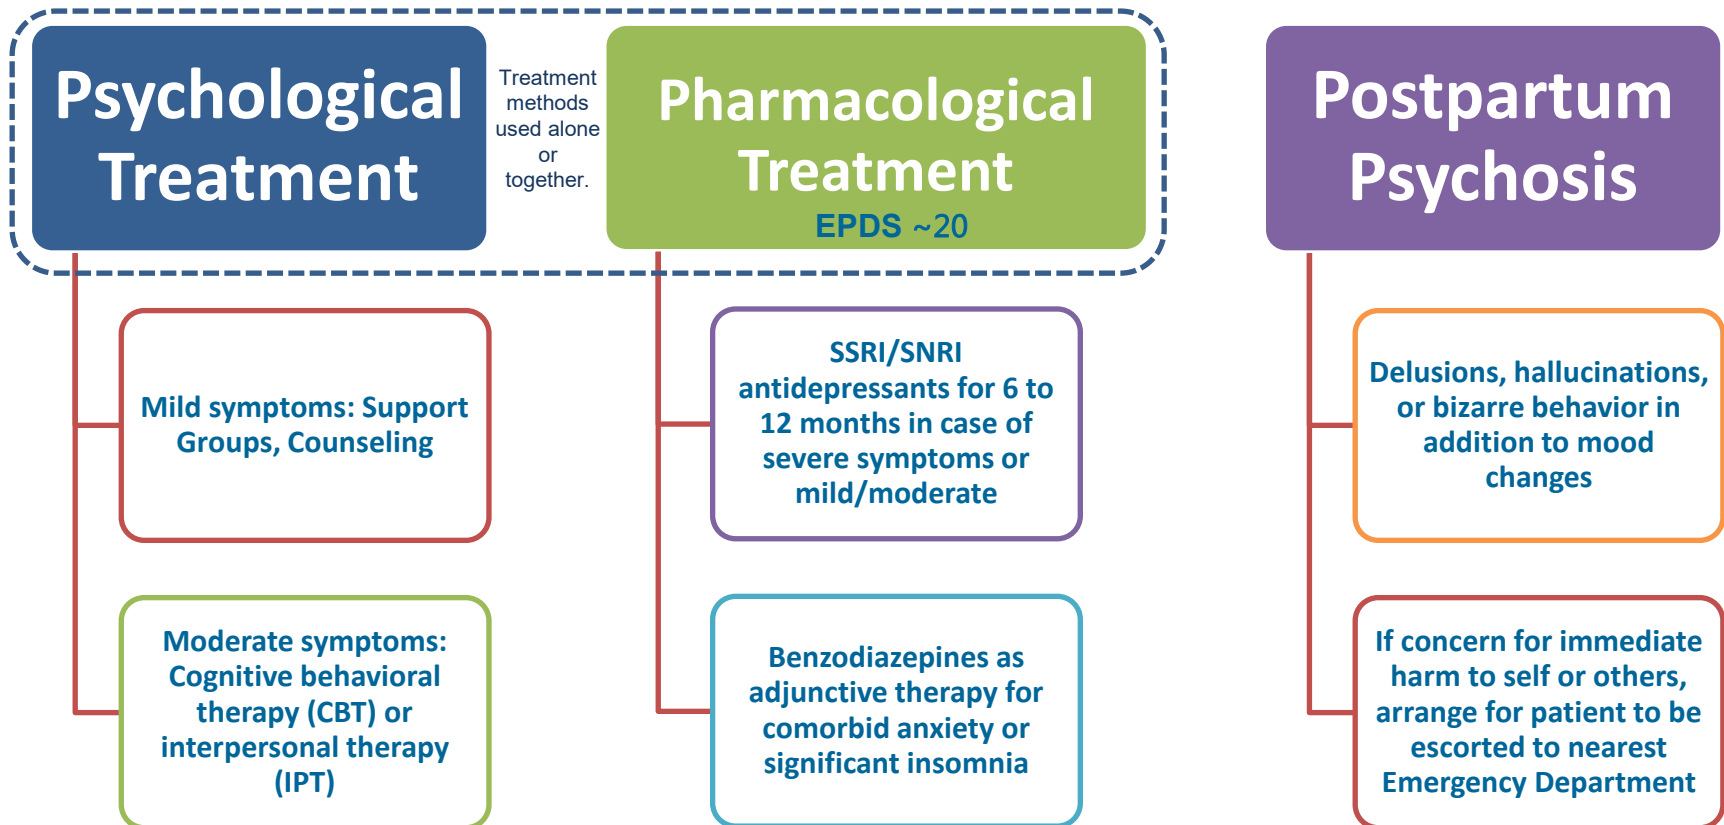 Psychological
Treatment
Treatment
methods
used alone
or
together.
Pharmacological
Treatment
EPDS ~20
Postpartum
Psychosis
Mild symptoms: Support
Groups, Counseling
Moderate symptoms:
Cognitive behavioral
therapy (CBT) or
interpersonal therapy
(IPT)
SSRI/SNRI
antidepressants for 6 to
12 months in case of
severe symptoms or
mild/moderate
Benzodiazepines as
adjunctive therapy for
comorbid anxiety or
significant insomnia
Delusions, hallucinations,
or bizarre behavior in
addition to mood
changes
If concern for immediate
harm to self or others,
arrange for patient to be
escorted to nearest
Emergency Department